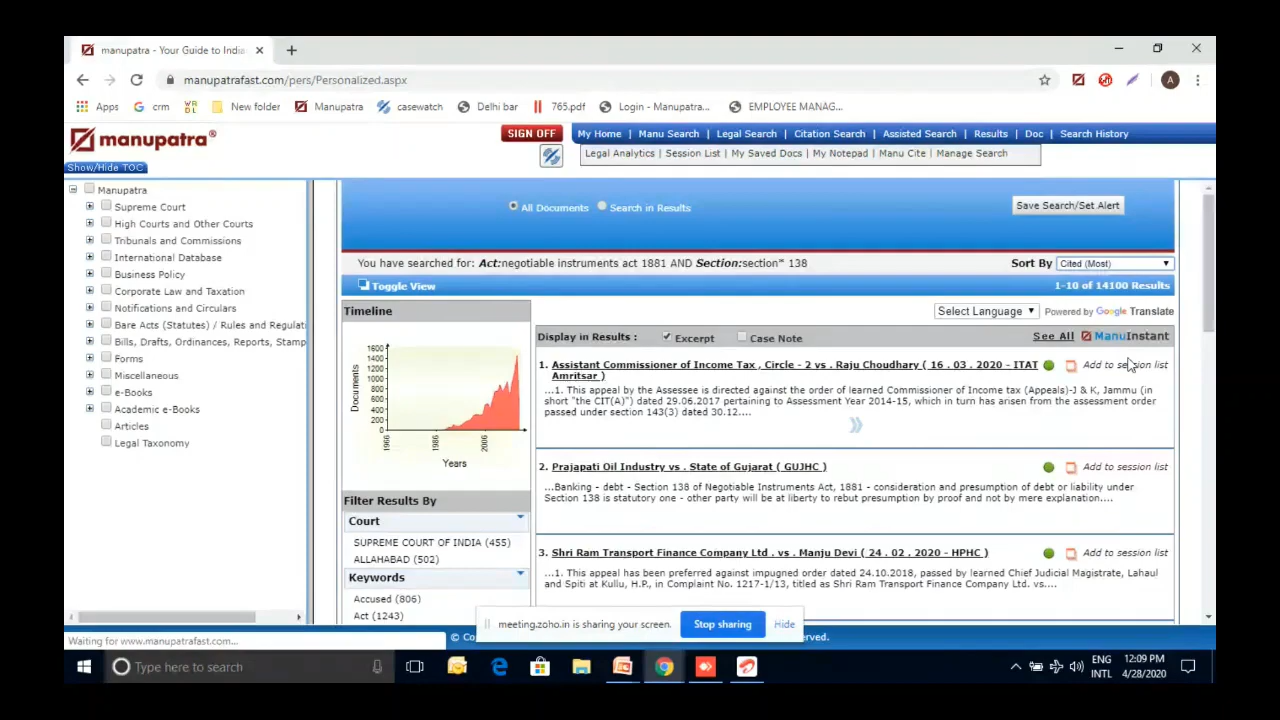 manupatra - Your Guide to India
manupatrafast.com/pers/Personalized.aspx
Apps crm New folder Manupatra casewatch Delhi bar 765.pdf Login - Manupatra... EMPLOYEE MANAG...
manupatra®
SIGN OFF
My Home | Manu Search | Legal Search | Citation Search | Assisted Search | Results | Doc | Search History
Legal Analytics | Session List | My Saved Docs | My Notepad | Manu Cite | Manage Search
Show/Hide TOC
Manupatra
Supreme Court
High Courts and Other Courts
Tribunals and Commissions
International Database
Business Policy
Corporate Law and Taxation
Notifications and Circulars
Bare Acts (Statutes) / Rules and Regulati
Bills, Drafts, Ordinances, Reports, Stamp
Forms
Miscellaneous
e-Books
Academic e-Books
Articles
Legal Taxonomy
All Documents Search in Results
Save Search/Set Alert
You have searched for: Act:negotiable instruments act 1881 AND Section:section* 138
Sort By Cited (Most)
Toggle View
1-10 of 14100 Results
Timeline
1600
1400
1200
1000
800
600
400
200
0
Documents
1966 1986 2006
Years
Filter Results By
Court
SUPREME COURT OF INDIA (455)
ALLAHABAD (502)
Keywords
Accused (806)
Act (1243)
Select Language Powered by Google Translate
Display in Results : Excerpt Case Note
See All ManuInstant
1. Assistant Commissioner of Income Tax , Circle - 2 vs . Raju Choudhary ( 16 . 03 . 2020 - ITAT
Amritsar )
Add to session list
...1. This appeal by the Assessee is directed against the order of learned Commissioner of Income tax (Appeals)-J & K, Jammu (in
short "the CIT(A)") dated 29.06.2017 pertaining to Assessment Year 2014-15, which in turn has arisen from the assessment order
passed under section 143(3) dated 30.12....
2. Prajapati Oil Industry vs . State of Gujarat ( GUJHC )
Add to session list
...Banking - debt - Section 138 of Negotiable Instruments Act, 1881 - consideration and presumption of debt or liability under
Section 138 is statutory one - other party will be at liberty to rebut presumption by proof and not by mere explanation....
3. Shri Ram Transport Finance Company Ltd . vs . Manju Devi ( 24 . 02 . 2020 - HPHC )
Add to session list
...1. This appeal has been preferred against impugned order dated 24.10.2018, passed by learned Chief Judicial Magistrate, Lahaul
and Spiti at Kullu, H.P., in Complaint No. 1217-1/13, titled as Shri Ram Transport Finance Company Ltd. vs....
meeting.zoho.in is sharing your screen. Stop sharing Hide
Waiting for www.manupatrafast.com...
© Co
rved.
Type here to search
ENG
INTL
12:09 PM
4/28/2020